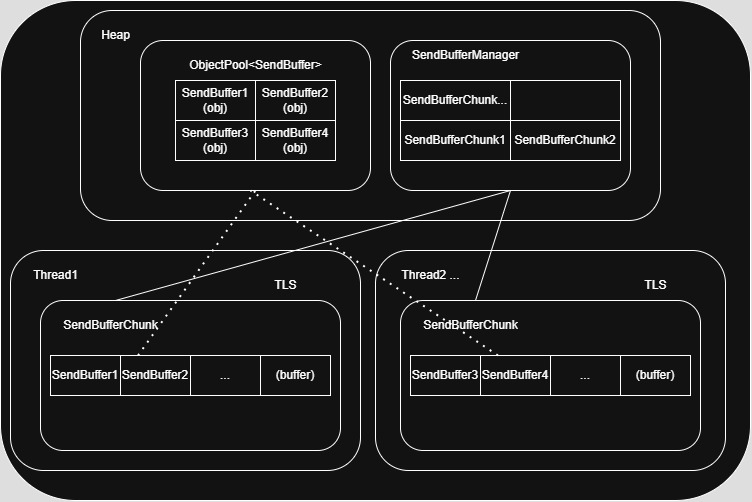 Heap
ObjectPool<SendBuffer>
SendBuffer1
(obj)
SendBuffer2
(obj)
SendBuffer3
(obj)
SendBuffer4
(obj)
SendBufferManager
SendBufferChunk...
SendBufferChunk1
SendBufferChunk2
Thread1
TLS
SendBufferChunk
SendBuffer1
SendBuffer2
...
(buffer)
Thread2 ...
TLS
SendBufferChunk
SendBuffer3
SendBuffer4
...
(buffer)